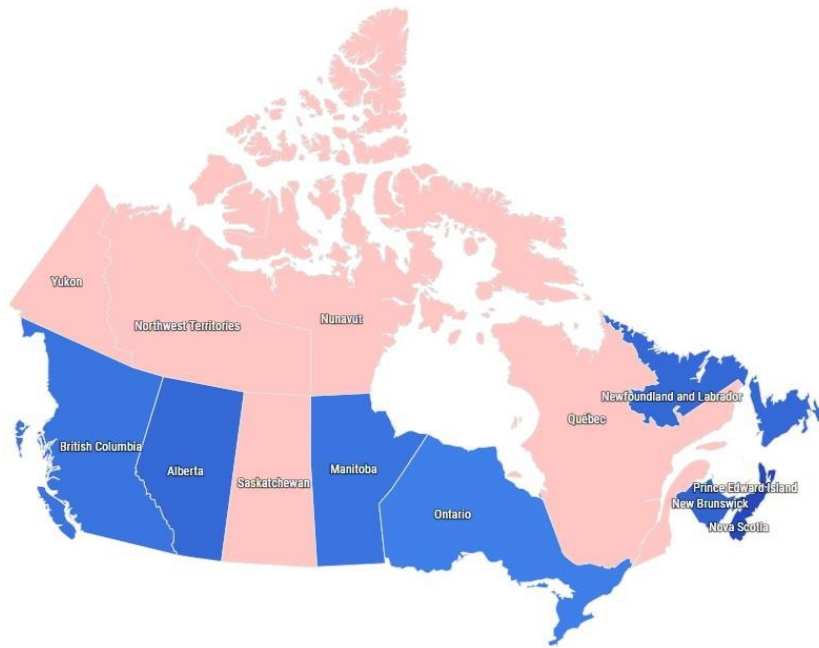 Yukon
Northwest Territories
Nunavut
British Columbia
Alberta
Saskatchewan
Manitoba
Ontario
Québec
Newfoundland and Labrador
Prince Edward Island
New Brunswick
Nova Scotia